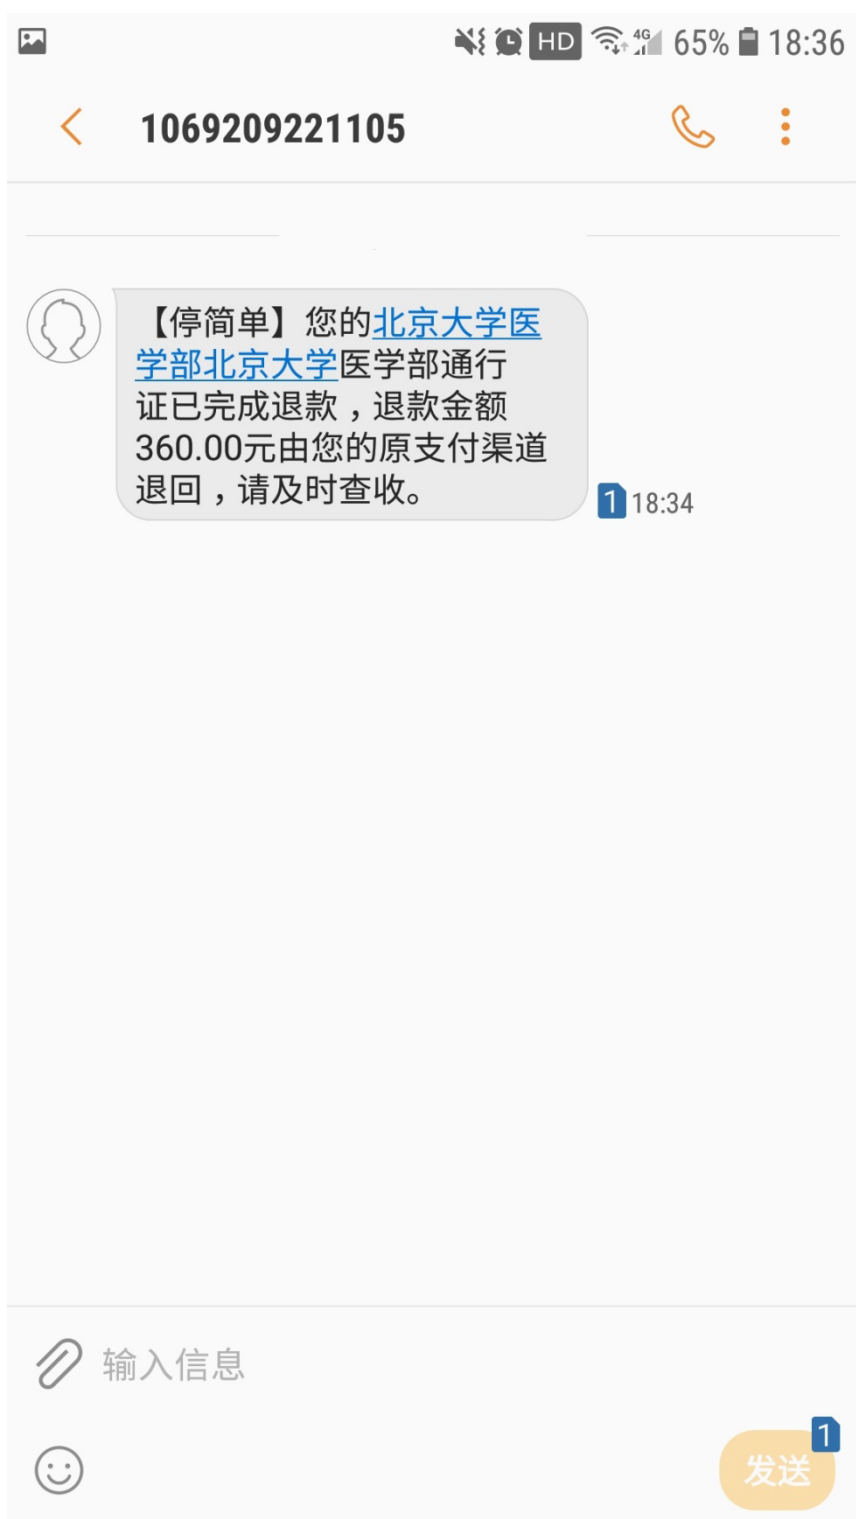 HD 4G 65% 18:36
1069209221105
【停简单】您的北京大学医
学部北京大学医学部通行
证已完成退款，退款金额
360.00元由您的原支付渠道
退回，请及时查收。
1 18:34
输入信息
1
发送